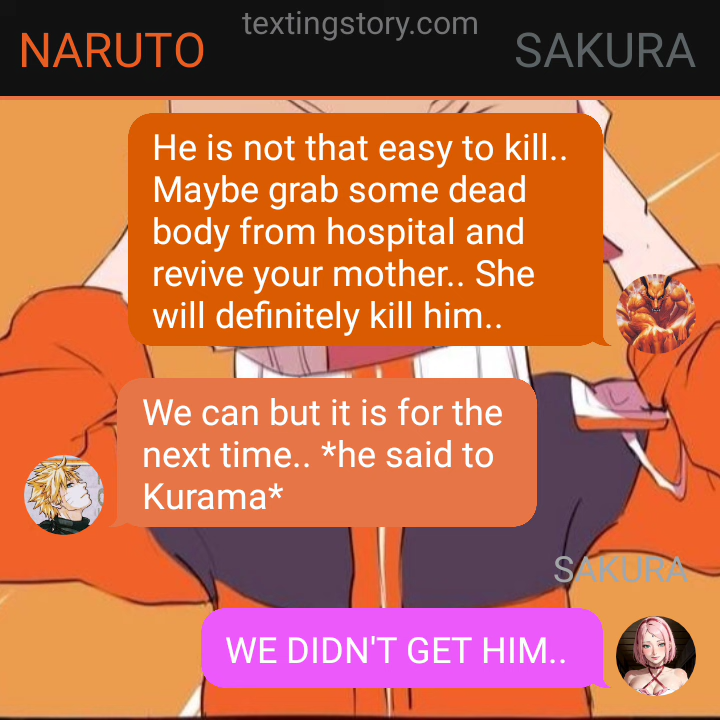 textingstory.com
NARUTO
SAKURA
He is not that easy to kill..
Maybe grab some dead
body from hospital and
revive your mother.. She
will definitely kill him..
We can but it is for the
next time.. *he said to
Kurama*
SAKURA
WE DIDN'T GET HIM..